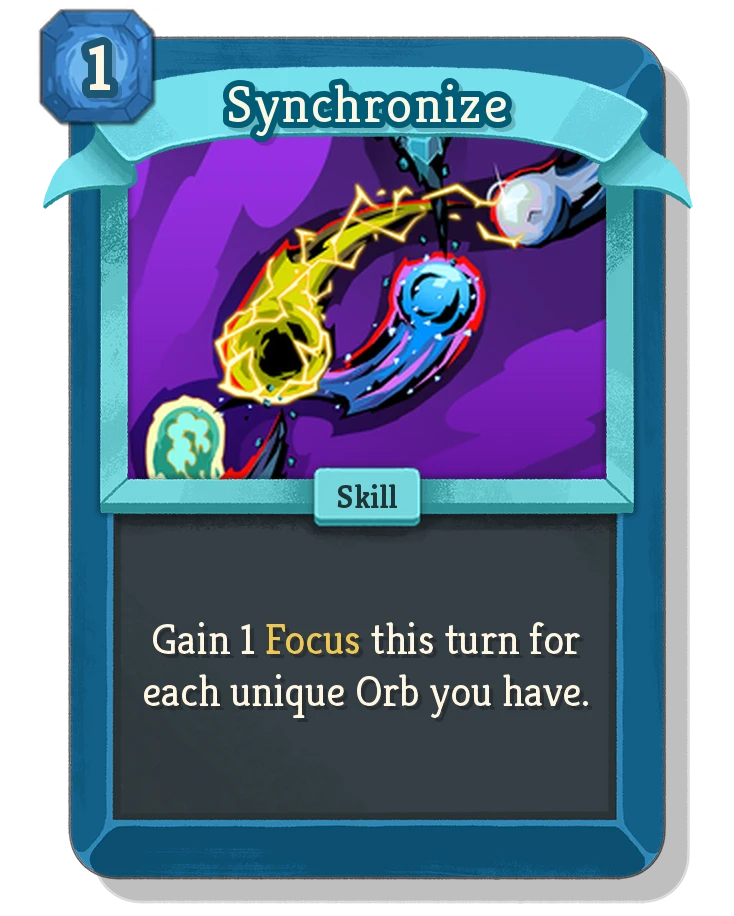 1
Synchronize
Skill
Gain 1 Focus this turn for
each unique Orb you have.